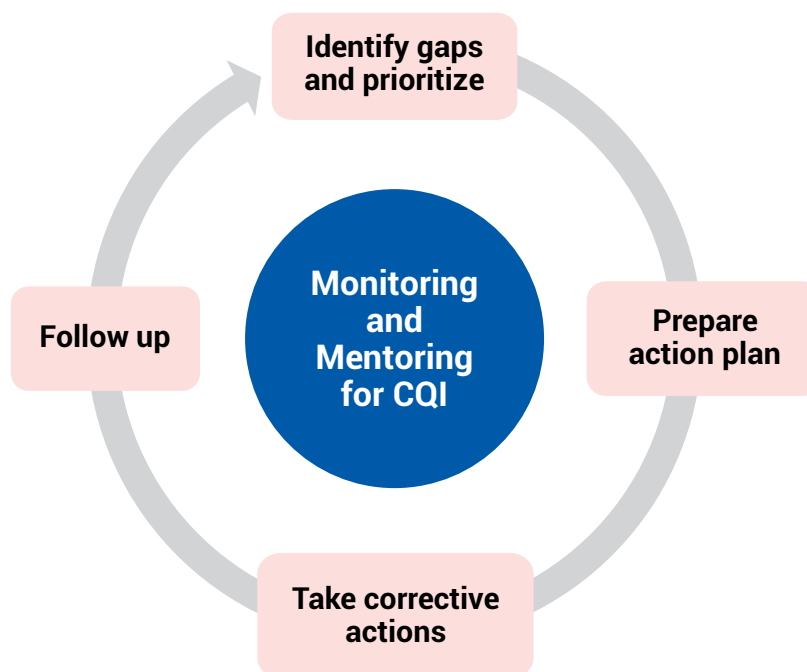 Identify gaps
and prioritize
Monitoring
and
Mentoring
for CQI
Prepare
action plan
Take corrective
actions
Follow up